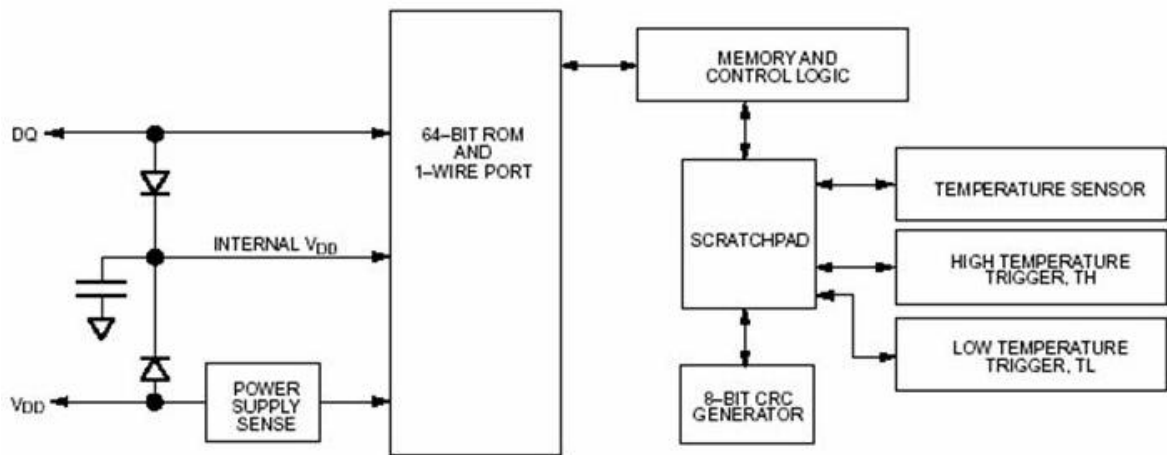 DQ
INTERNAL VDD
VDD
POWER
SUPPLY
SENSE
64–BIT ROM
AND
1–WIRE PORT
MEMORY AND
CONTROL LOGIC
SCRATCHPAD
8–BIT CRC
GENERATOR
TEMPERATURE SENSOR
HIGH TEMPERATURE
TRIGGER, TH
LOW TEMPERATURE
TRIGGER, TL